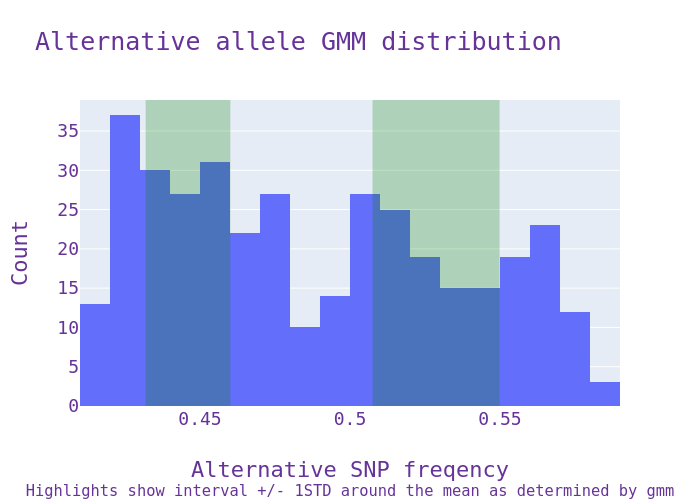 Alternative allele GMM distribution
Count
35
30
25
20
15
10
5
0
0.45 0.5 0.55
Alternative SNP freqency
Highlights show interval +/- 1STD around the mean as determined by gmm